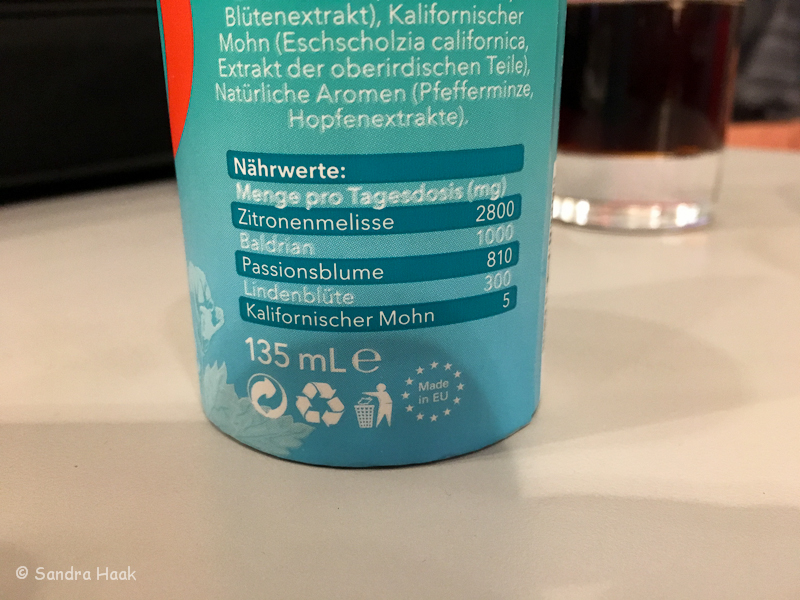 Blütenextrakt), Kalifornischer
Mohn (Eschscholzia californica,
Extrakt der oberirdischen Teile),
Natürliche Aromen (Pfefferminze,
Hopfenextrakte).
Nährwerte:
Menge pro Tagesdosis (mg)
Zitronenmelisse 2800
Baldrian 1000
Passionsblume 810
Lindenblüte 300
Kalifornischer Mohn 5
135 mL ℮
Made
in EU
© Sandra Haak